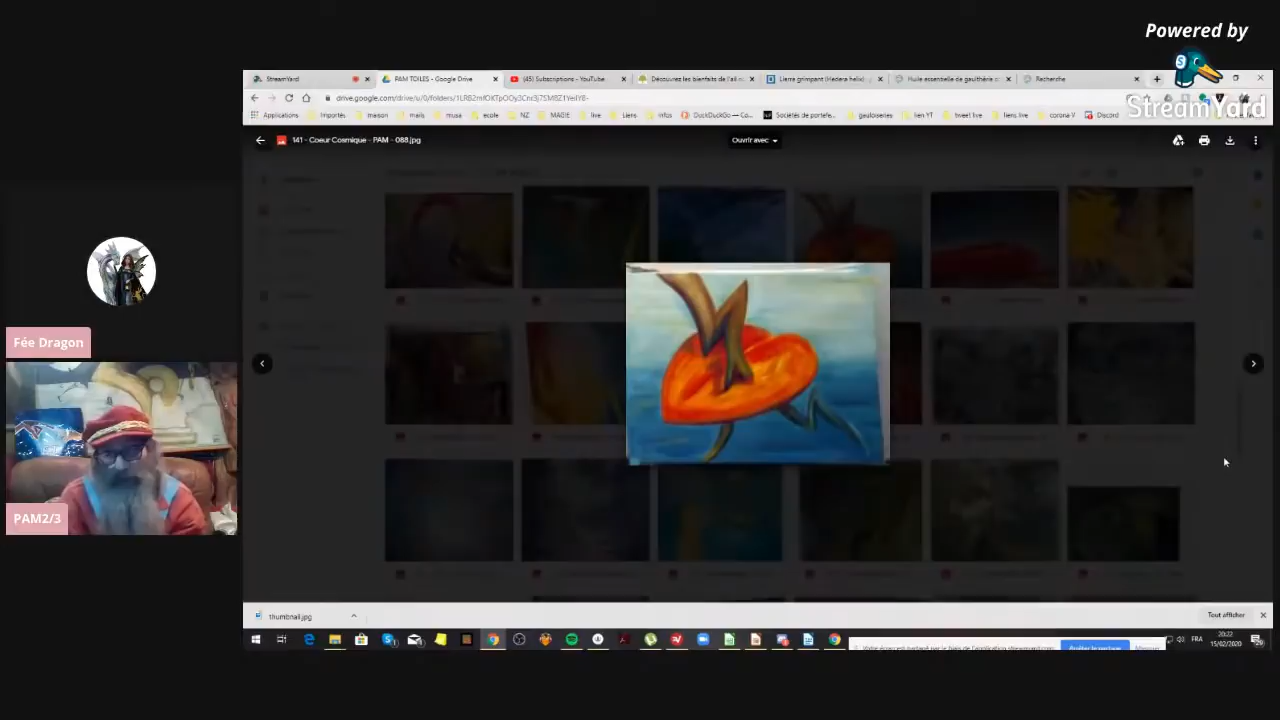 Powered by
StreamYard
StreamYard
PAM TOILES - Google Drive
(45) Subscriptions - YouTube
Découvrez les bienfaits de l'ail
Lierre grimpant (Hedera helix)
Huile essentielle de gaulthérie
Recherche
Applications
Importés
maison
mails
musa
ecole
NZ
MAGIE
live
Liens
Infos
DuckDuckGo — Co...
Sociétés de portefe...
gauloiseries
lien YT
tweet live
liens live
corona V
Discord
141 - Coeur Cosmique - PAM - 088.jpg
Ouvrir avec
Fée Dragon
PAM2/3
thumbnail.jpg
Tout afficher
FRA
20:22
15/02/2020